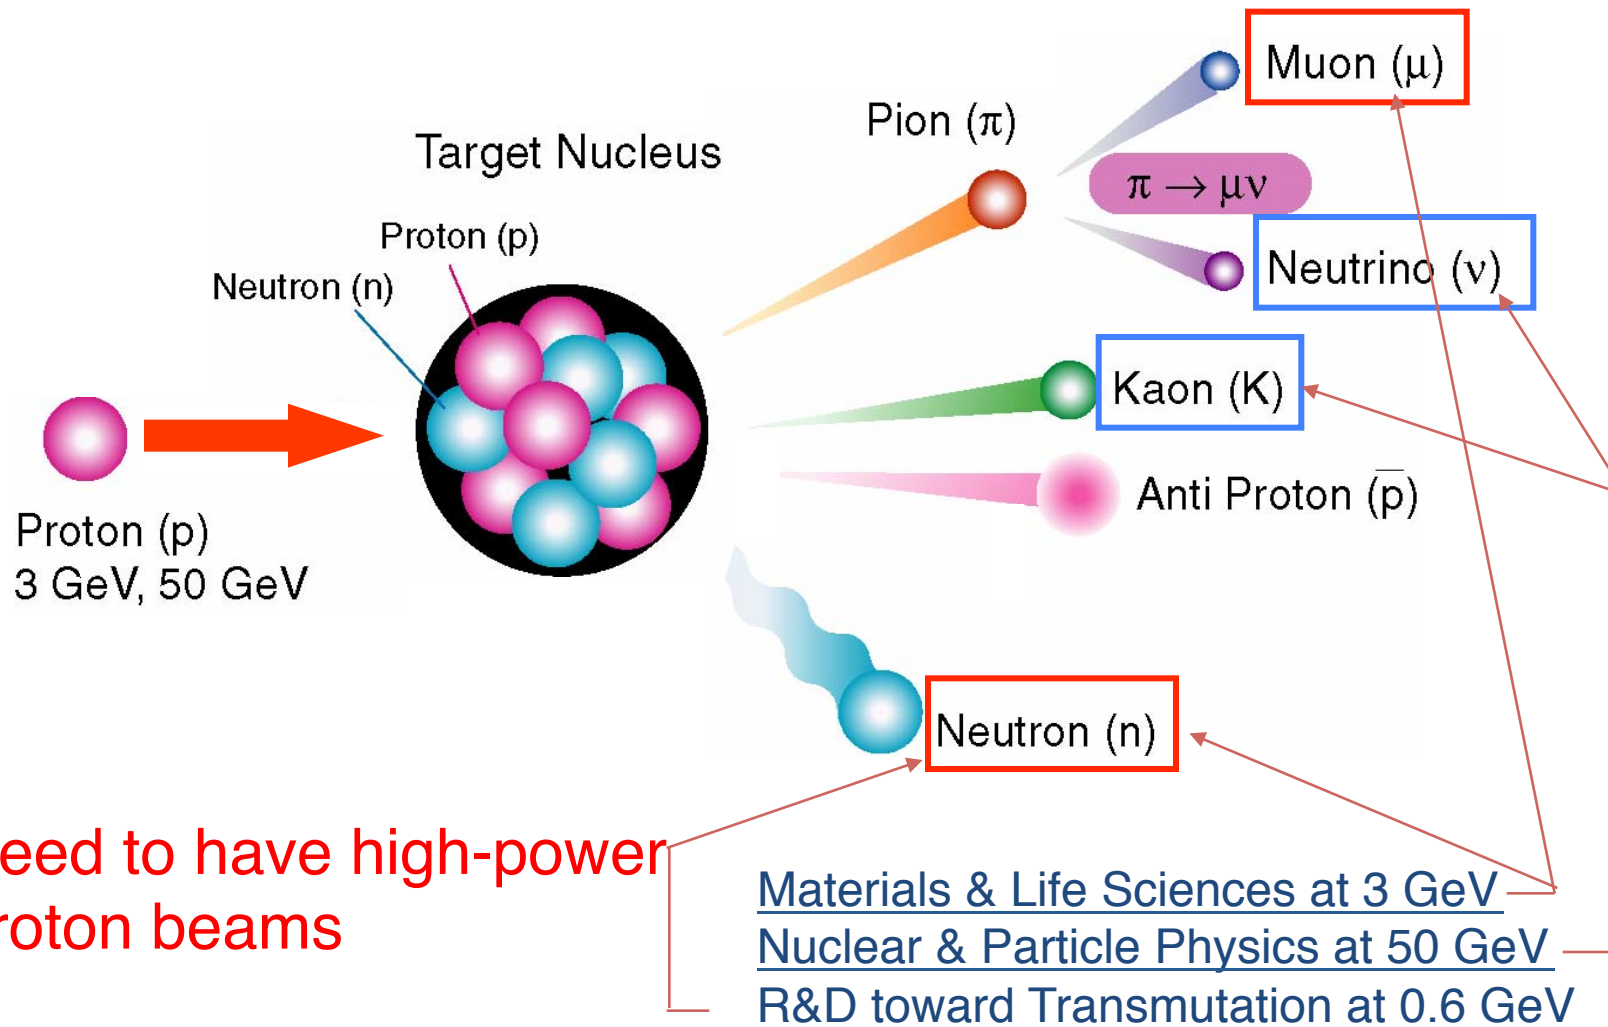 Muon (μ)
Pion (π)
Target Nucleus
π → μν
Proton (p)
Neutron (n)
Neutrino (ν)
Kaon (K)
Anti Proton (p̅)
Proton (p)
3 GeV, 50 GeV
Neutron (n)
eed to have high-power
roton beams
Materials & Life Sciences at 3 GeV
Nuclear & Particle Physics at 50 GeV
R&D toward Transmutation at 0.6 GeV